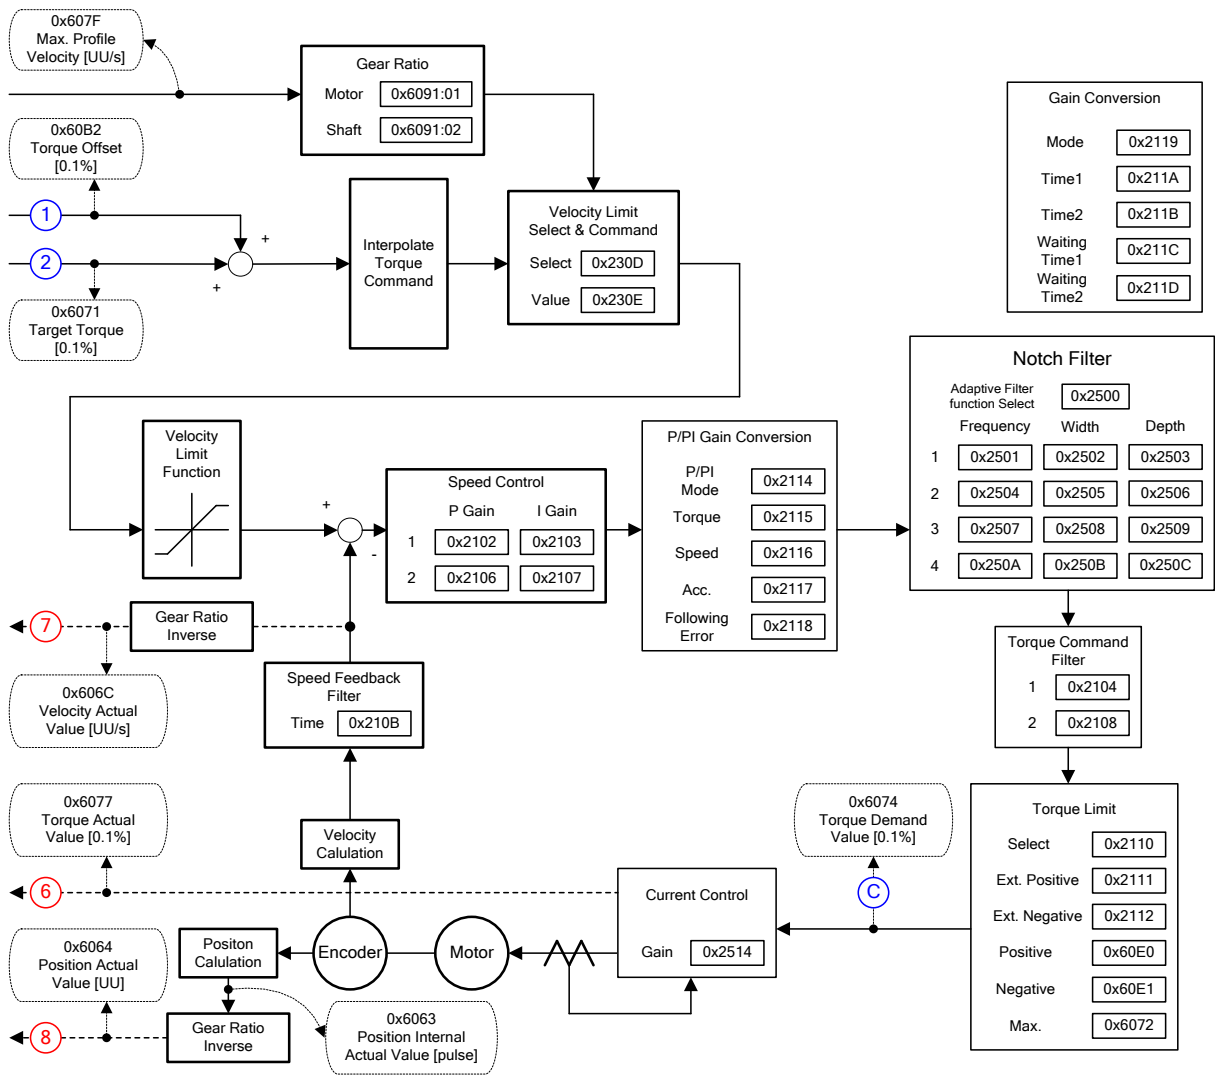 0x607F
Max. Profile
Velocity [UU/s]
Gear Ratio
Motor 0x6091:01
Shaft 0x6091:02
0x60B2
Torque Offset
[0.1%]
1
+
2
+
0x6071
Target Torque
[0.1%]
Interpolate
Torque
Command
Velocity Limit
Select & Command
Select 0x230D
Value 0x230E
Gain Conversion
Mode 0x2119
Time1 0x211A
Time2 0x211B
Waiting
Time1 0x211C
Waiting
Time2 0x211D
Velocity
Limit
Function
+
-
Speed Control
P Gain I Gain
1 0x2102 0x2103
2 0x2106 0x2107
P/PI Gain Conversion
P/PI
Mode 0x2114
Torque 0x2115
Speed 0x2116
Acc. 0x2117
Following
Error 0x2118
Notch Filter
Adaptive Filter
function Select 0x2500
Frequency Width Depth
1 0x2501 0x2502 0x2503
2 0x2504 0x2505 0x2506
3 0x2507 0x2508 0x2509
4 0x250A 0x250B 0x250C
7
Gear Ratio
Inverse
0x606C
Velocity Actual
Value [UU/s]
Speed Feedback
Filter
Time 0x210B
Torque Command
Filter
1 0x2104
2 0x2108
0x6077
Torque Actual
Value [0.1%]
Velocity
Calulation
6
0x6074
Torque Demand
Value [0.1%]
C
Torque Limit
Select 0x2110
Ext. Positive 0x2111
Ext. Negative 0x2112
Positive 0x60E0
Negative 0x60E1
Max. 0x6072
Current Control
Gain 0x2514
Motor
Encoder
Positon
Calculation
0x6064
Position Actual
Value [UU]
8
Gear Ratio
Inverse
0x6063
Position Internal
Actual Value [pulse]